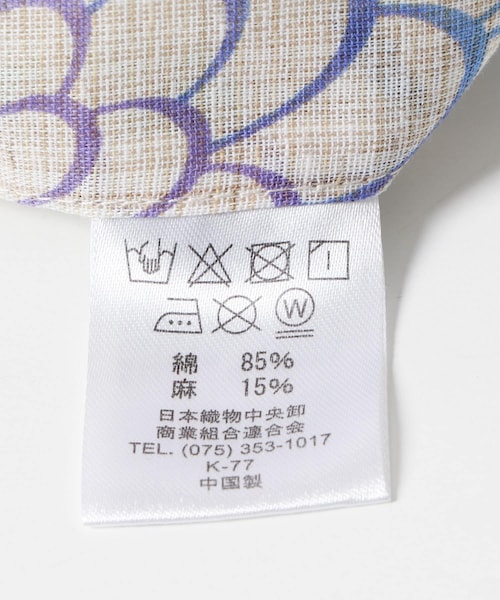 W
綿 85%
麻 15%
日本織物中央卸
商業組合連合会
TEL. (075) 353-1017
K-77
中国製